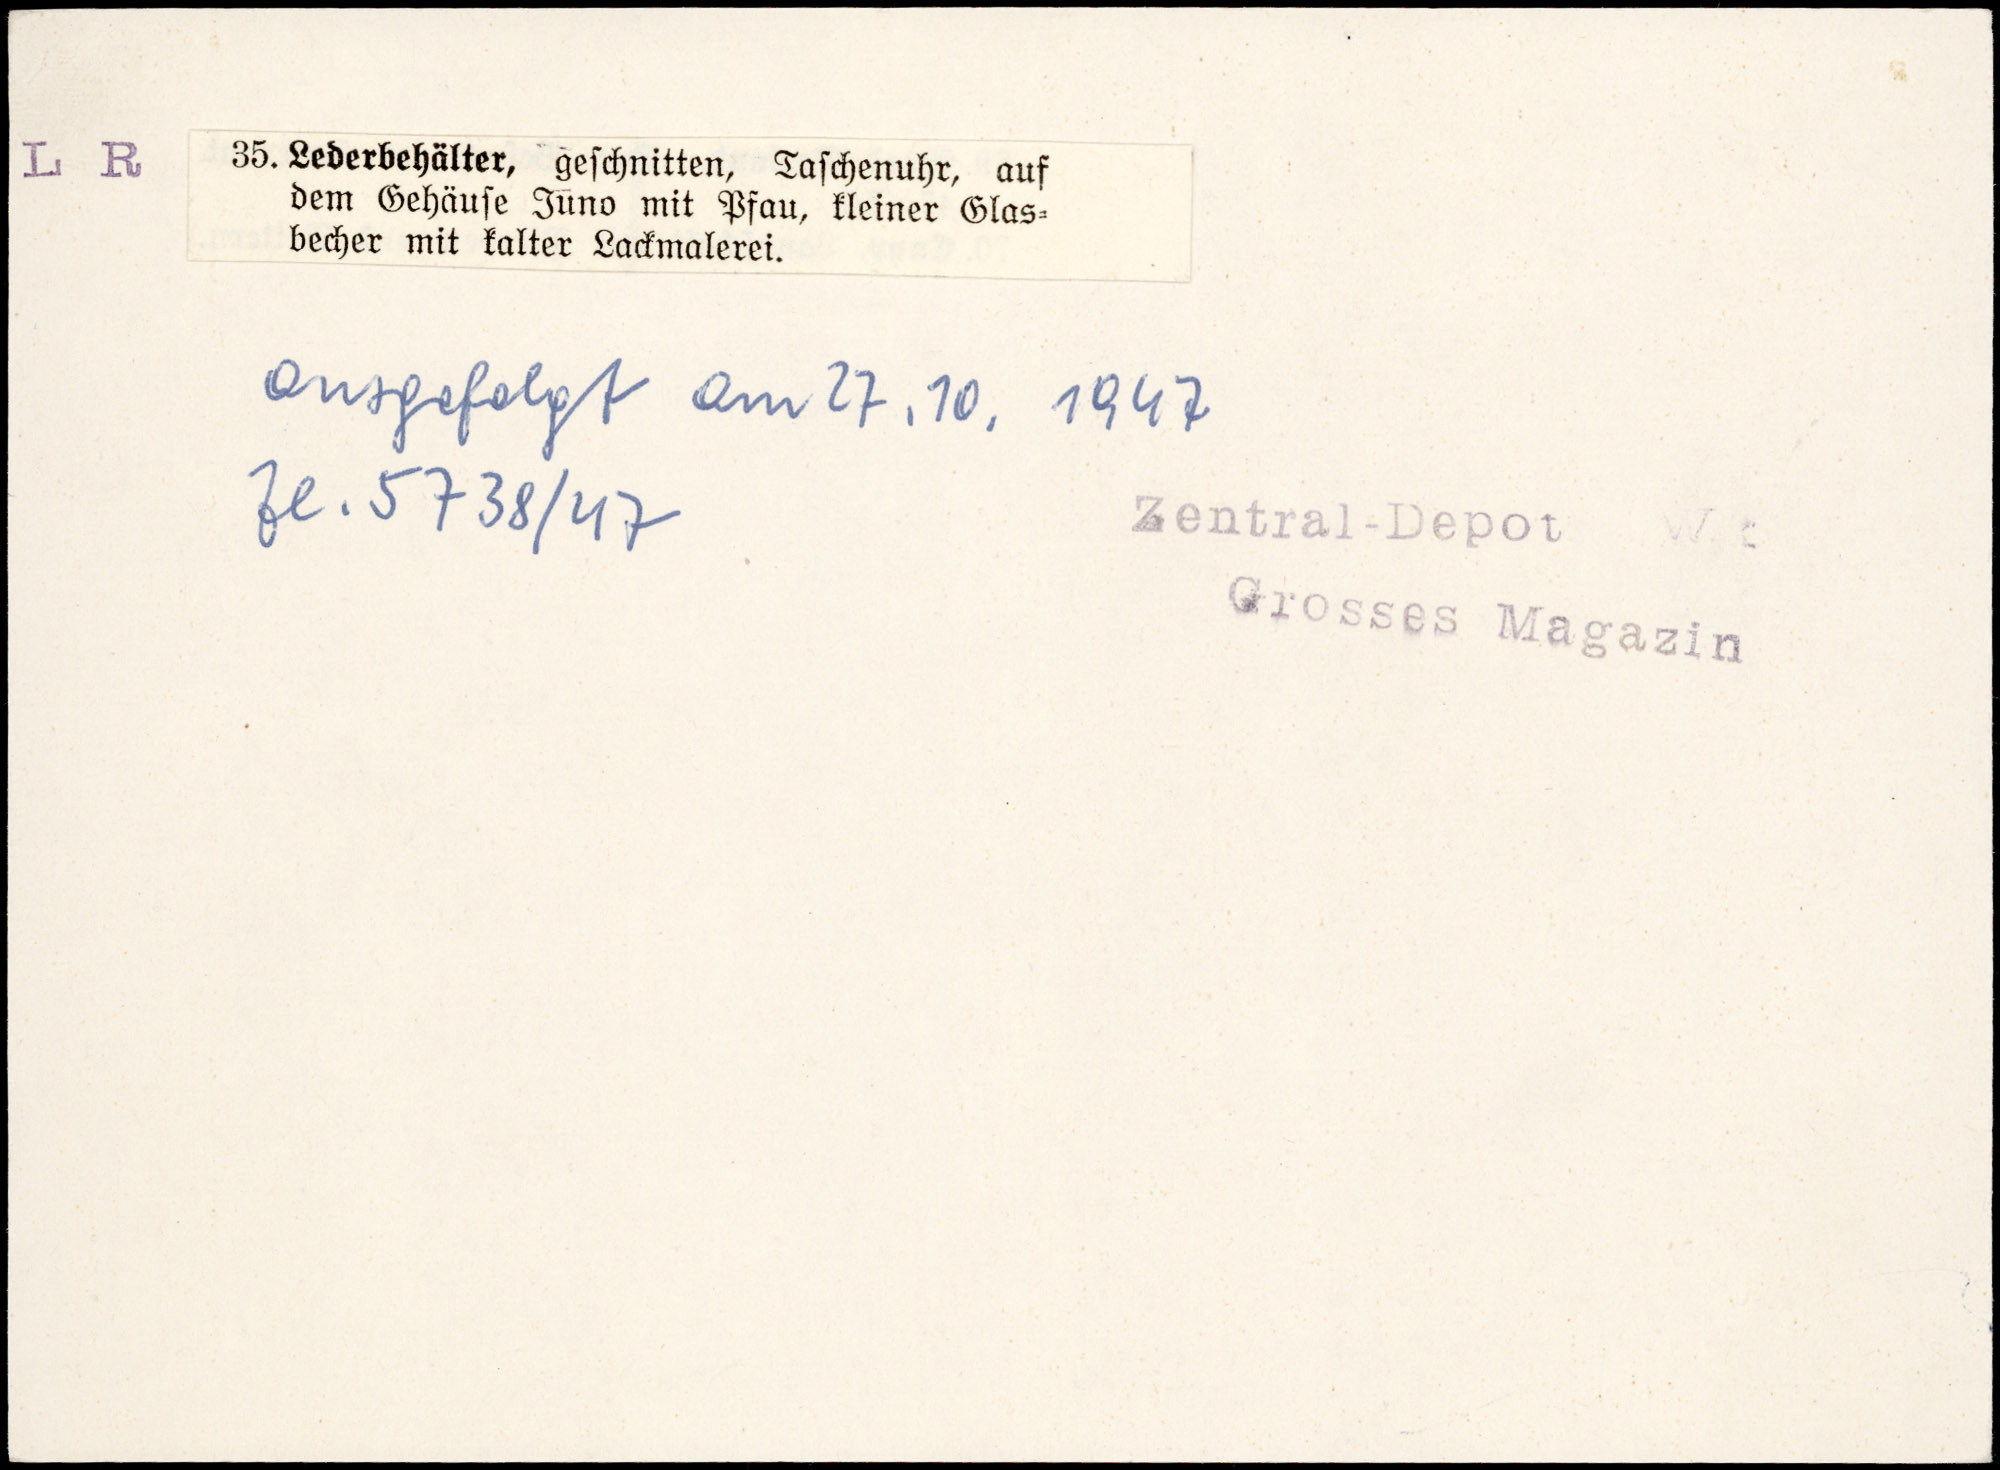 L R
35. Lederbehälter, geschnitten, Taschenuhr, auf
dem Gehäuse Juno mit Pfau, kleiner Glas-
becher mit kalter Lackmalerei.
ausgefolgt am 27.10.1947
Zl. 5738/47
Zentral-Depot
Grosses Magazin